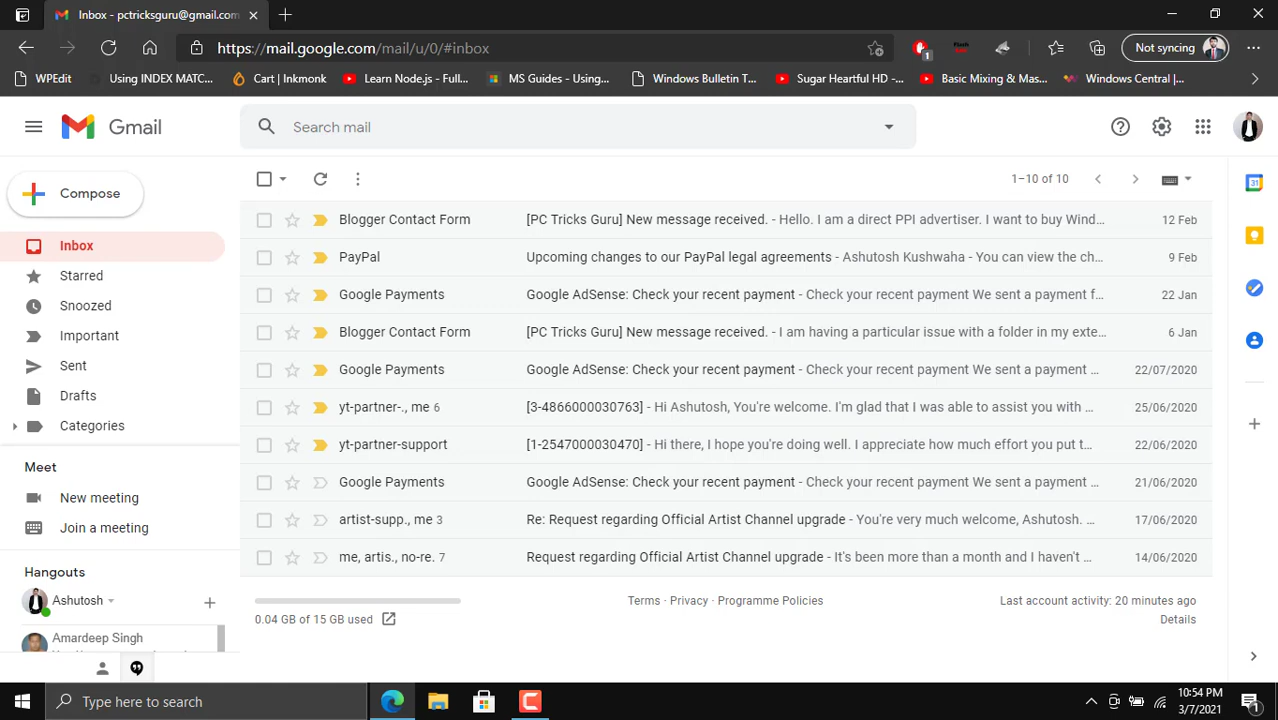 Inbox - pctricksguru@gmail.com
https://mail.google.com/mail/u/0/#inbox
1
Not syncing
WPEdit
Using INDEX MATC...
Cart | Inkmonk
Learn Node.js - Full...
MS Guides - Using...
Windows Bulletin T...
Sugar Heartful HD -...
Basic Mixing & Mas...
Windows Central |...
Gmail
Search mail
Compose
1–10 of 10
31
Inbox
Starred
Snoozed
Important
Sent
Drafts
Categories
Blogger Contact Form [PC Tricks Guru] New message received. - Hello. I am a direct PPI advertiser. I want to buy Wind... 12 Feb
PayPal Upcoming changes to our PayPal legal agreements - Ashutosh Kushwaha - You can view the ch... 9 Feb
Google Payments Google AdSense: Check your recent payment - Check your recent payment We sent a payment f... 22 Jan
Blogger Contact Form [PC Tricks Guru] New message received. - I am having a particular issue with a folder in my exte... 6 Jan
Google Payments Google AdSense: Check your recent payment - Check your recent payment We sent a payment ... 22/07/2020
yt-partner-., me 6 [3-4866000030763] - Hi Ashutosh, You're welcome. I'm glad that I was able to assist you with ... 25/06/2020
yt-partner-support [1-2547000030470] - Hi there, I hope you're doing well. I appreciate how much effort you put t... 22/06/2020
Google Payments Google AdSense: Check your recent payment - Check your recent payment We sent a payment ... 21/06/2020
artist-supp., me 3 Re: Request regarding Official Artist Channel upgrade - You're very much welcome, Ashutosh. ... 17/06/2020
me, artis., no-re. 7 Request regarding Official Artist Channel upgrade - It's been more than a month and I haven't ... 14/06/2020
Meet
New meeting
Join a meeting
Hangouts
Ashutosh
Amardeep Singh
0.04 GB of 15 GB used
Terms · Privacy · Programme Policies
Last account activity: 20 minutes ago
Details
Type here to search
10:54 PM
3/7/2021
1